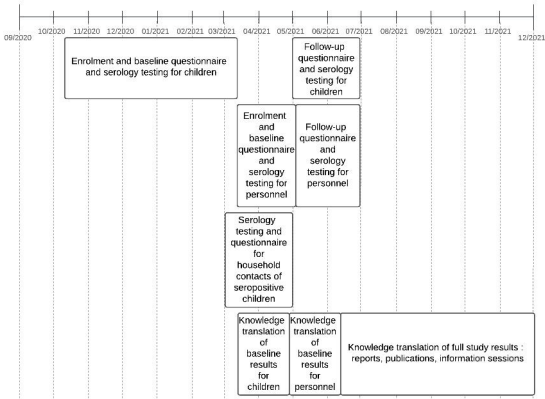 09/2020 10/2020 11/2020 12/2020 01/2021 02/2021 03/2021 04/2021 05/2021 06/2021 07/2021 08/2021 09/2021 10/2021 11/2021 12/2021
Enrolment and baseline questionnaire
and serology testing for children
Follow-up
questionnaire
and serology
testing for
children
Enrolment
and
baseline
questionnaire
and
serology
testing for
personnel
Follow-up
questionnaire
and
serology
testing for
personnel
Serology
testing and
questionnaire
for
household
contacts of
seropositive
children
Knowledge
translation
of
baseline
results
for
children
Knowledge
translation
of
baseline
results
for
personnel
Knowledge translation of full study results :
reports, publications, information sessions